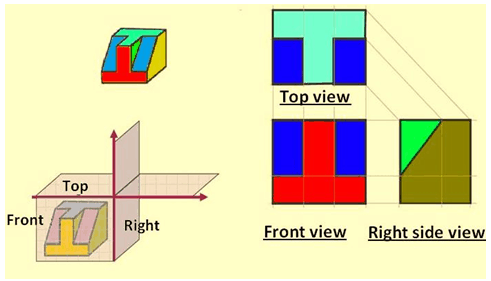 Top view
Top
Front
Right
Front view
Right side view